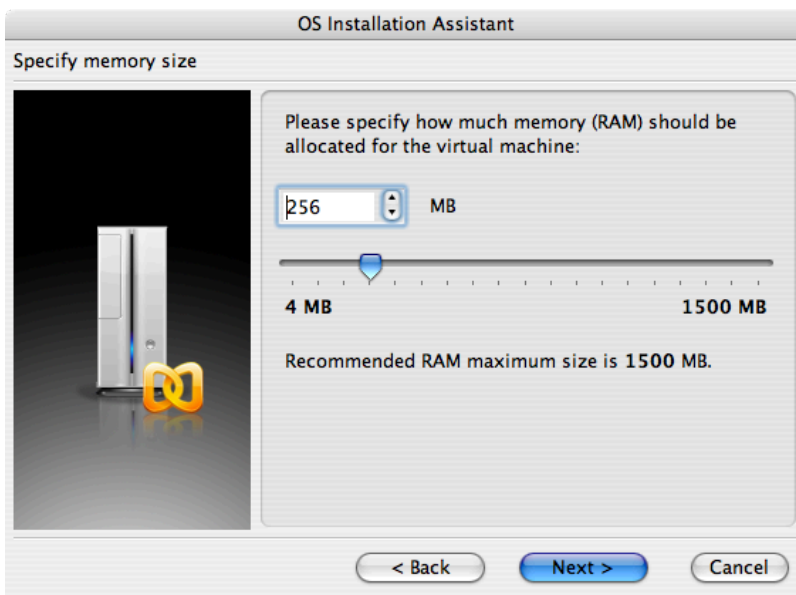 OS Installation Assistant
Specify memory size
Please specify how much memory (RAM) should be
allocated for the virtual machine:
256 MB
4 MB 1500 MB
Recommended RAM maximum size is 1500 MB.
< Back Next > Cancel